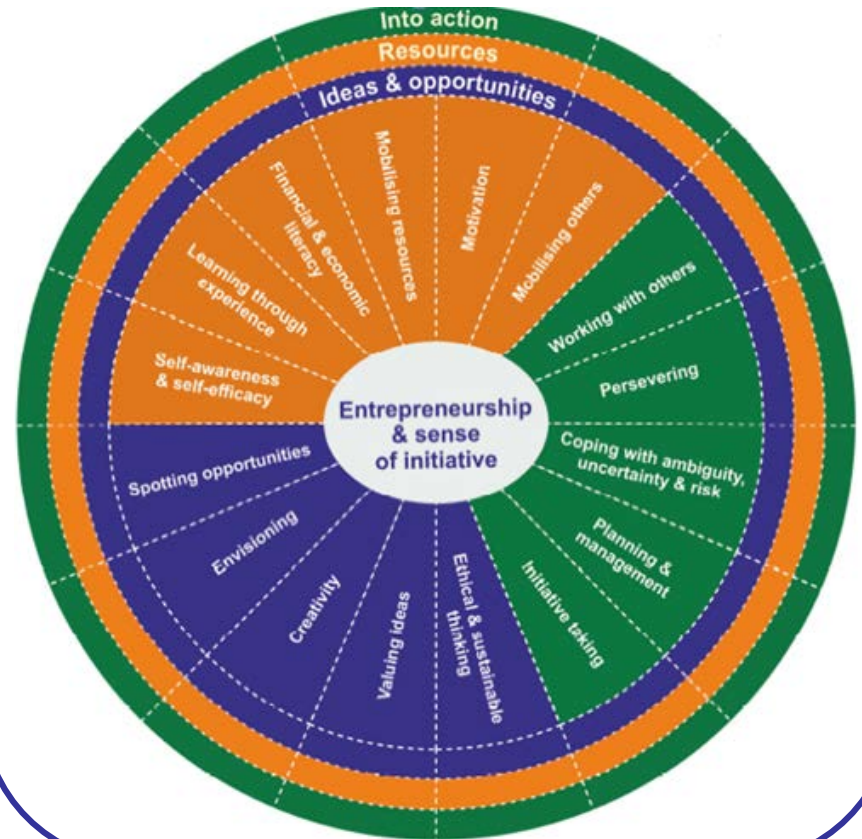 Into action
Resources
Ideas & opportunities
Mobilising resources
Motivation
Mobilising others
Financial & economic
literacy
Learning through
experience
Self-awareness
& self-efficacy
Working with others
Persevering
Coping with ambiguity,
uncertainty & risk
Planning &
management
Initiative taking
Entrepreneurship
& sense
of initiative
Spotting opportunities
Envisioning
Creativity
Valuing ideas
Ethical & sustainable
thinking